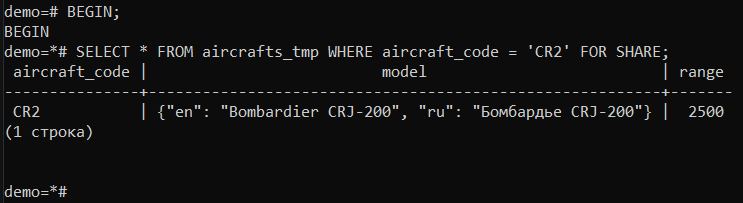 demo=# BEGIN;
BEGIN
demo=*# SELECT * FROM aircrafts_tmp WHERE aircraft_code = 'CR2' FOR SHARE;
 aircraft_code |                         model                          | range
---------------+--------------------------------------------------------+-------
 CR2           | {"en": "Bombardier CRJ-200", "ru": "Бомбардье CRJ-200"} |  2500
(1 строка)

demo=*#